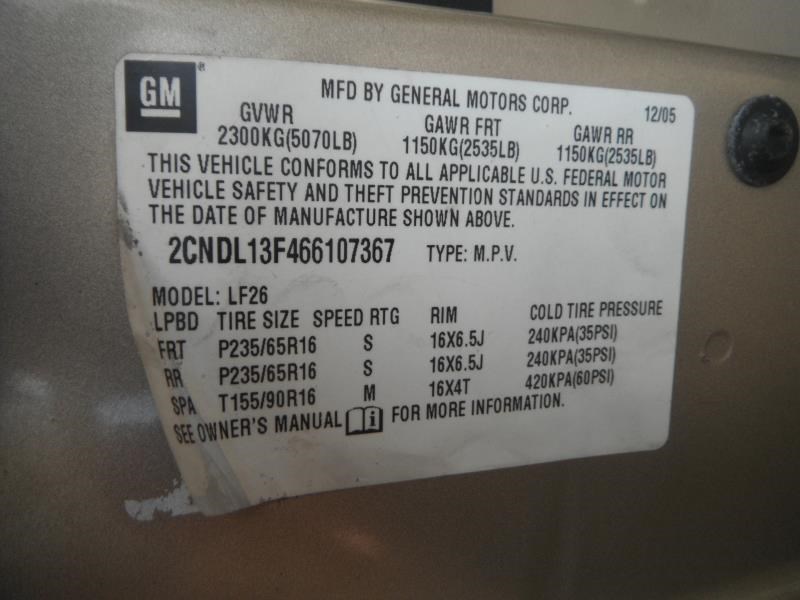 GM
MFD BY GENERAL MOTORS CORP. 12/05
GVWR GAWR FRT GAWR RR
2300KG(5070LB) 1150KG(2535LB) 1150KG(2535LB)
THIS VEHICLE CONFORMS TO ALL APPLICABLE U.S. FEDERAL MOTOR
VEHICLE SAFETY AND THEFT PREVENTION STANDARDS IN EFFECT ON
THE DATE OF MANUFACTURE SHOWN ABOVE.
2CNDL13F466107367 TYPE: M.P.V.
MODEL: LF26
LPBD TIRE SIZE SPEED RTG RIM COLD TIRE PRESSURE
FRT P235/65R16 S 16X6.5J 240KPA(35PSI)
RR P235/65R16 S 16X6.5J 240KPA(35PSI)
SPA T155/90R16 M 16X4T 420KPA(60PSI)
SEE OWNER'S MANUAL i FOR MORE INFORMATION.